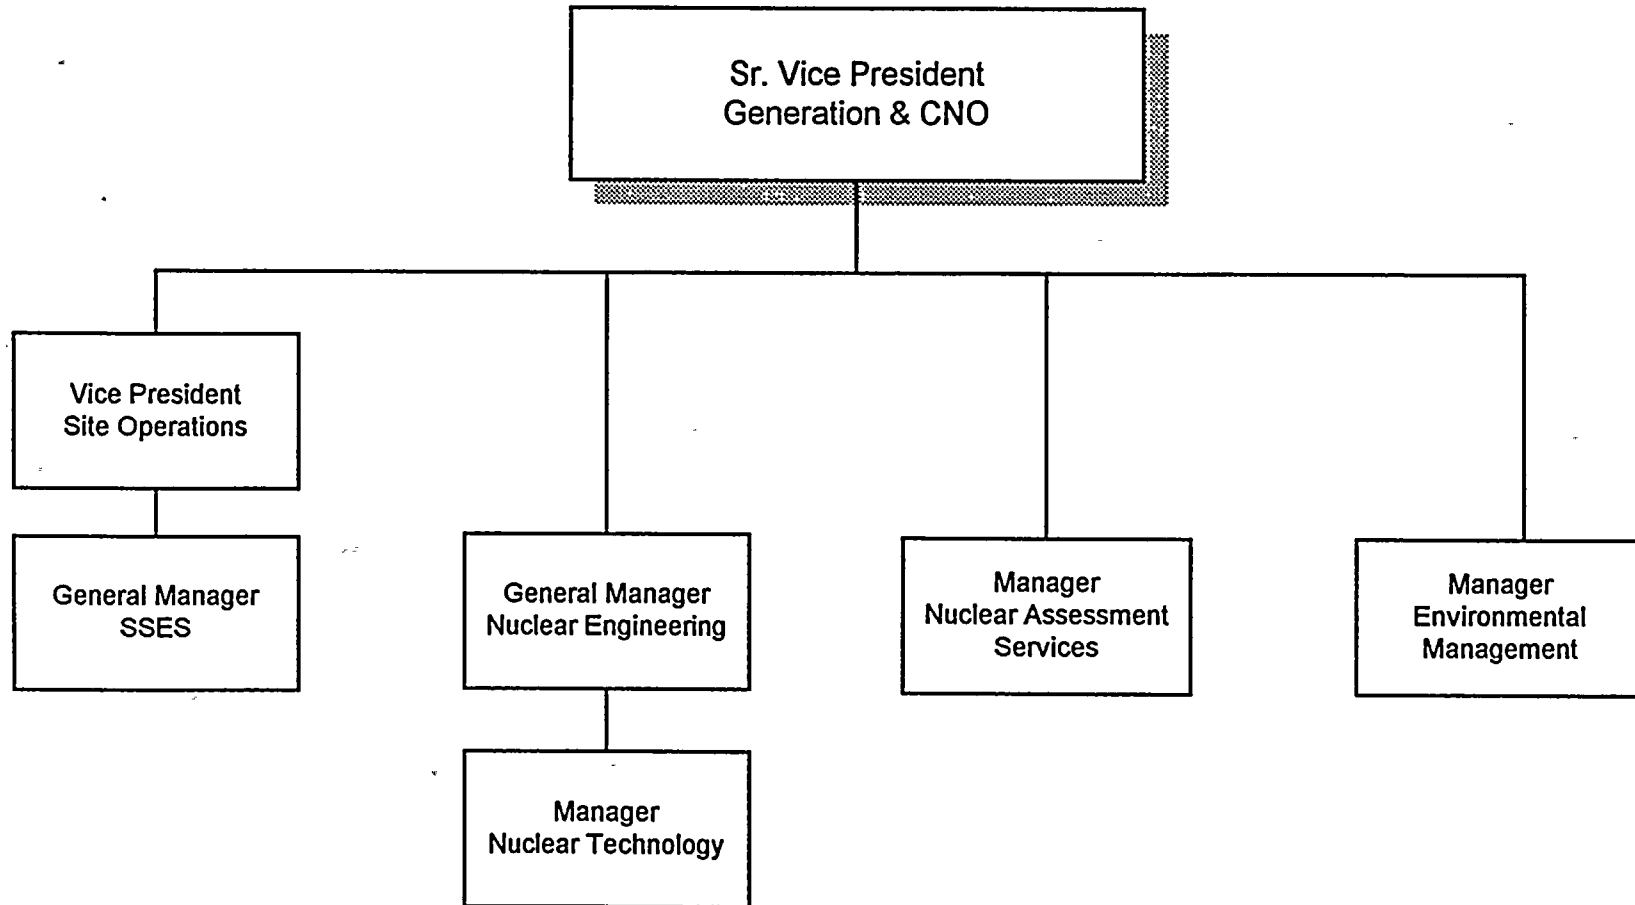 Sr. Vice President
Generation & CNO
Vice President
Site Operations
General Manager
SSES
General Manager
Nuclear Engineering
Manager
Nuclear Assessment
Services
Manager
Environmental
Management
Manager
Nuclear Technology